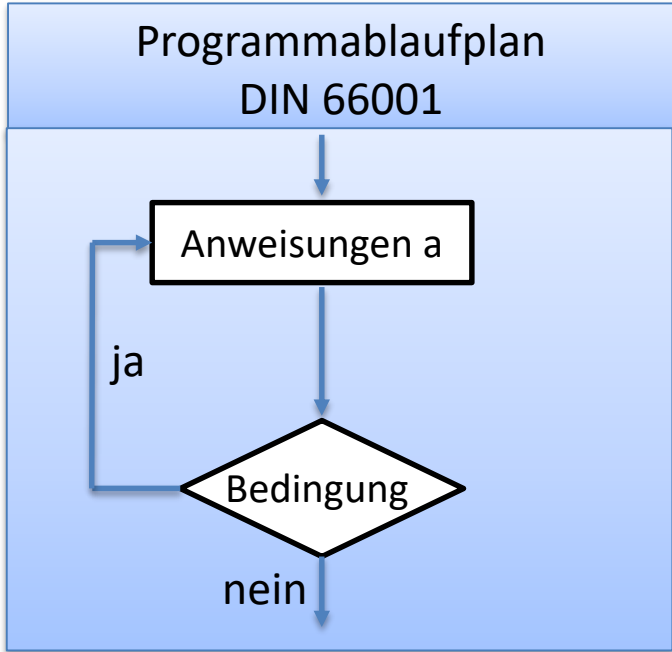 Programmablaufplan
DIN 66001
Anweisungen a
ja
Bedingung
nein